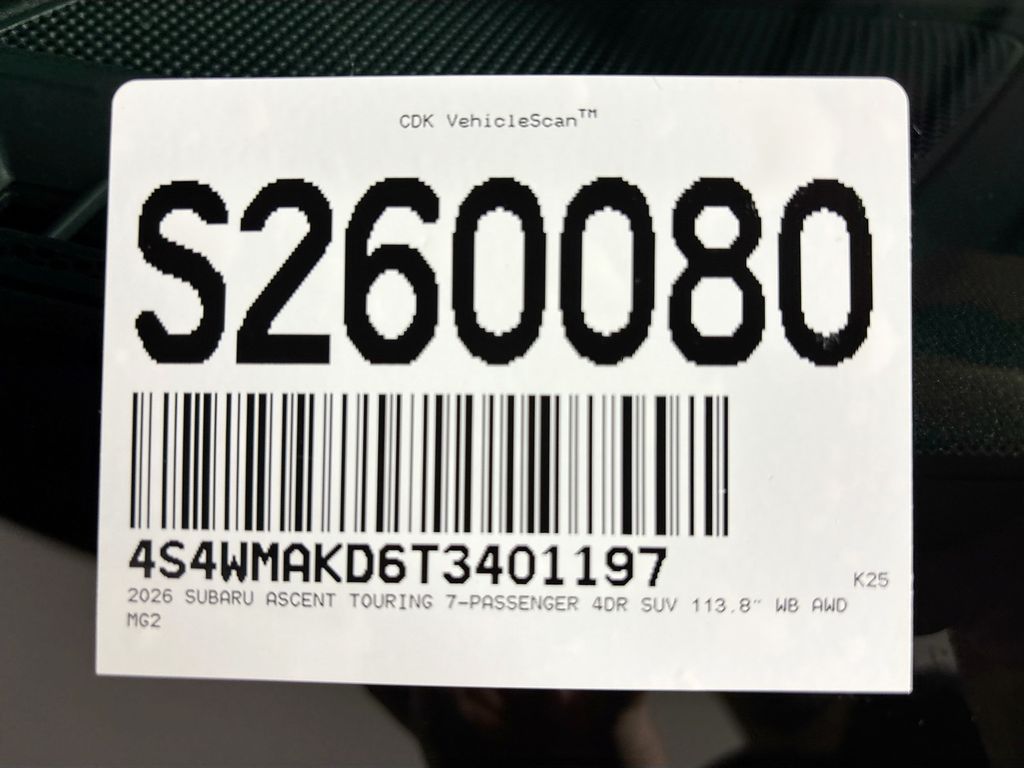 CDK VehicleScan™
S260080
4S4WMAKD6T3401197
K25
2026 SUBARU ASCENT TOURING 7-PASSENGER 4DR SUV 113.8" WB AWD
MG2